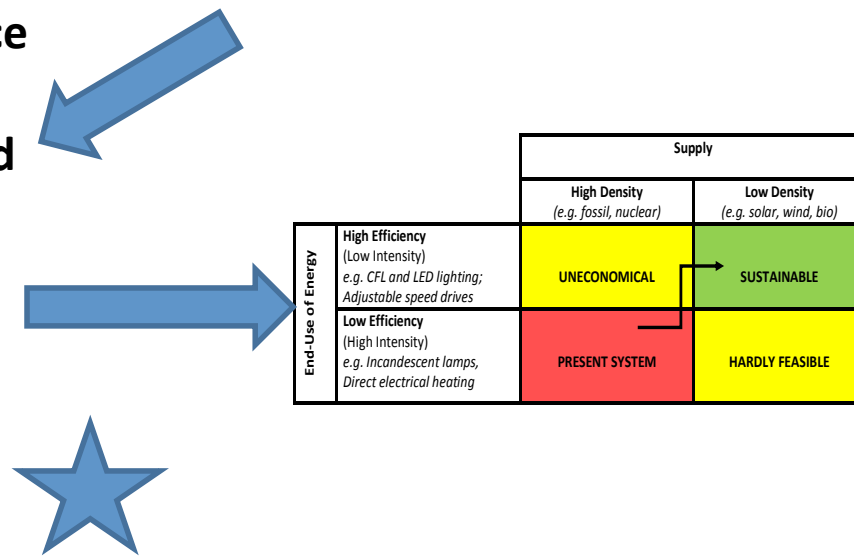 Supply
High Density
(e.g. fossil, nuclear)
Low Density
(e.g. solar, wind, bio)
End-Use of Energy
High Efficiency
(Low Intensity)
e.g. CFL and LED lighting;
Adjustable speed drives
UNECONOMICAL
SUSTAINABLE
Low Efficiency
(High Intensity)
e.g. Incandescent lamps,
Direct electrical heating
PRESENT SYSTEM
HARDLY FEASIBLE